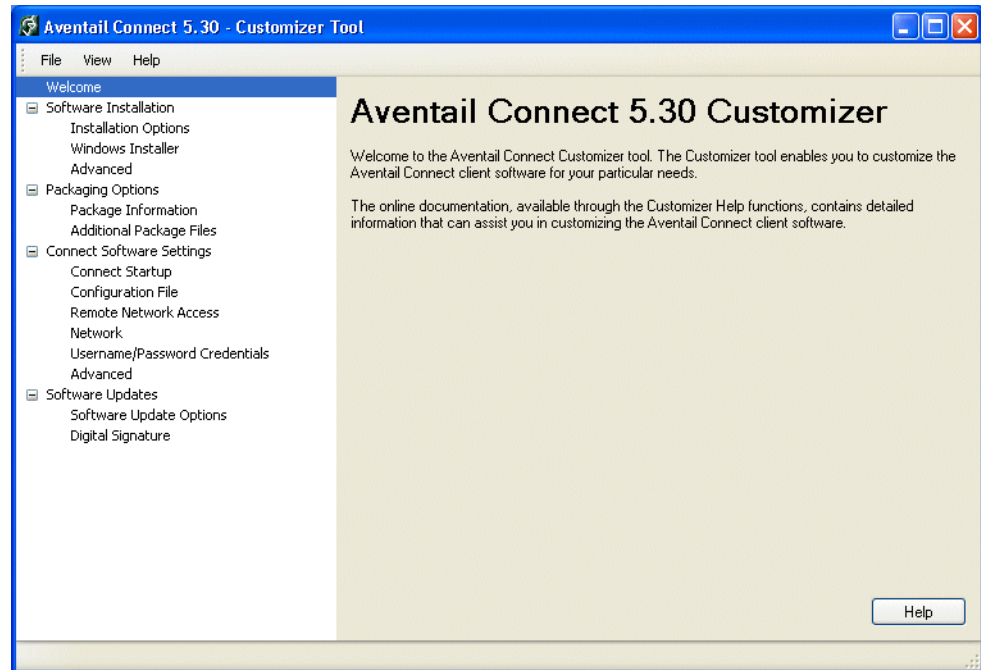 Aventail Connect 5.30 - Customizer Tool
File View Help
Welcome
Software Installation
Installation Options
Windows Installer
Advanced
Packaging Options
Package Information
Additional Package Files
Connect Software Settings
Connect Startup
Configuration File
Remote Network Access
Network
Username/Password Credentials
Advanced
Software Updates
Software Update Options
Digital Signature
Aventail Connect 5.30 Customizer
Welcome to the Aventail Connect Customizer tool. The Customizer tool enables you to customize the
Aventail Connect client software for your particular needs.
The online documentation, available through the Customizer Help functions, contains detailed
information that can assist you in customizing the Aventail Connect client software.
Help